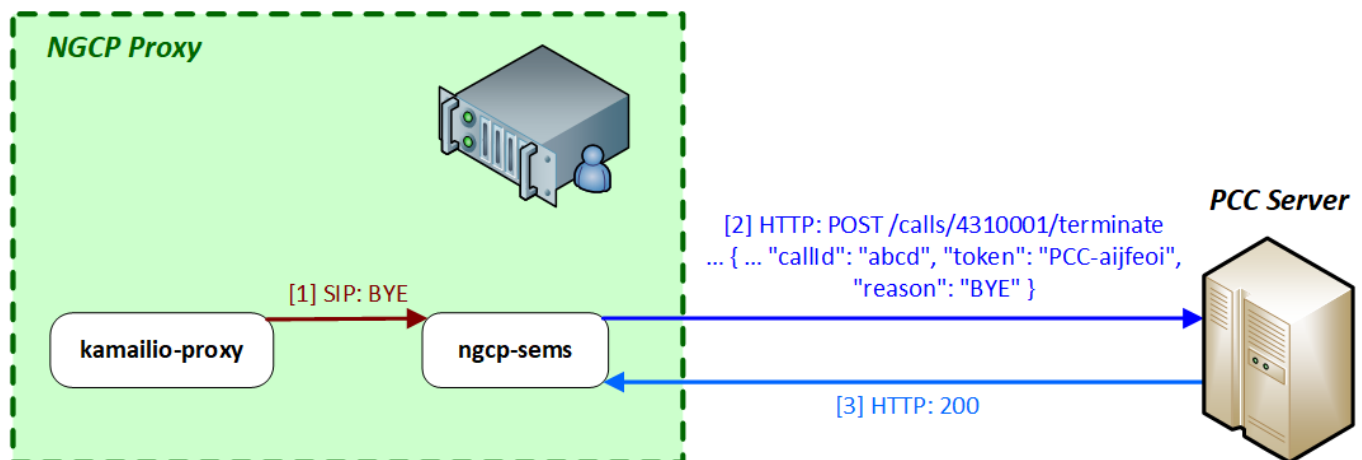 NGCP Proxy
PCC Server
[2] HTTP: POST /calls/4310001/terminate
... { ... "callId": "abcd", "token": "PCC-aijfeoi",
"reason": "BYE" }
[1] SIP: BYE
kamailio-proxy
ngcp-sems
[3] HTTP: 200